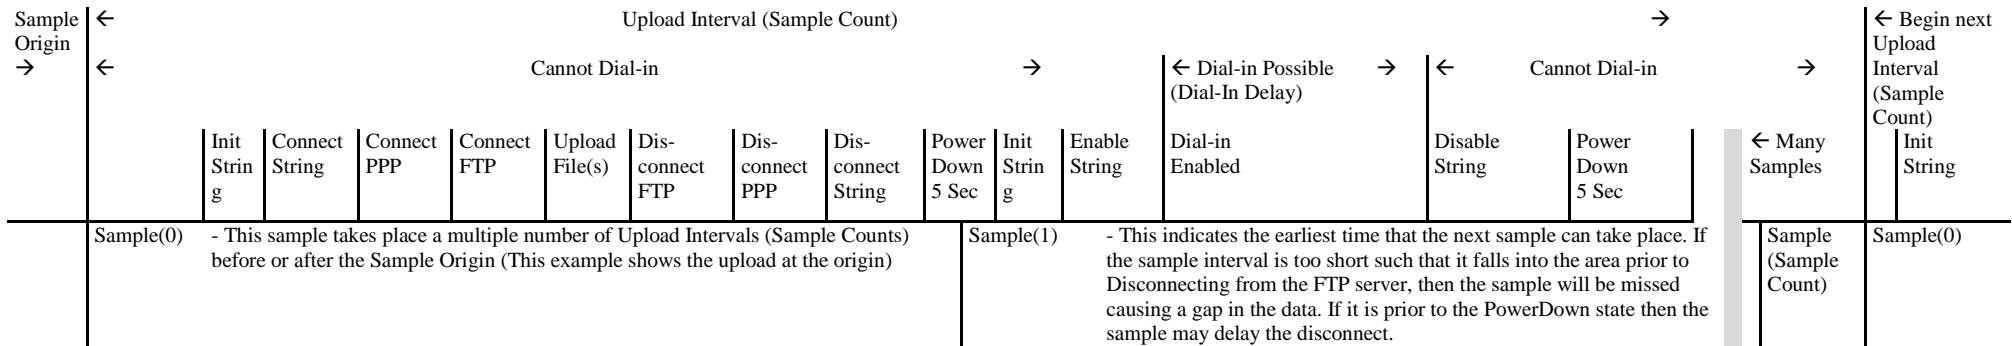 Sample ← Upload Interval (Sample Count) → ← Begin next
Origin Upload
→ ← Cannot Dial-in → ← Dial-in Possible → ← Cannot Dial-in → Interval
(Dial-In Delay) (Sample
Count)
Init Connect Connect Connect Upload Dis- Dis- Dis- Power Init Enable Dial-in Disable Power ← Many Init
Strin String PPP FTP File(s) connect connect connect Down Strin String Enabled String Down Samples String
g FTP PPP String 5 Sec g 5 Sec
Sample(0) - This sample takes place a multiple number of Upload Intervals (Sample Counts) Sample(1) - This indicates the earliest time that the next sample can take place. If Sample Sample(0)
before or after the Sample Origin (This example shows the upload at the origin) the sample interval is too short such that it falls into the area prior to (Sample
Disconnecting from the FTP server, then the sample will be missed Count)
causing a gap in the data. If it is prior to the PowerDown state then the
sample may delay the disconnect.